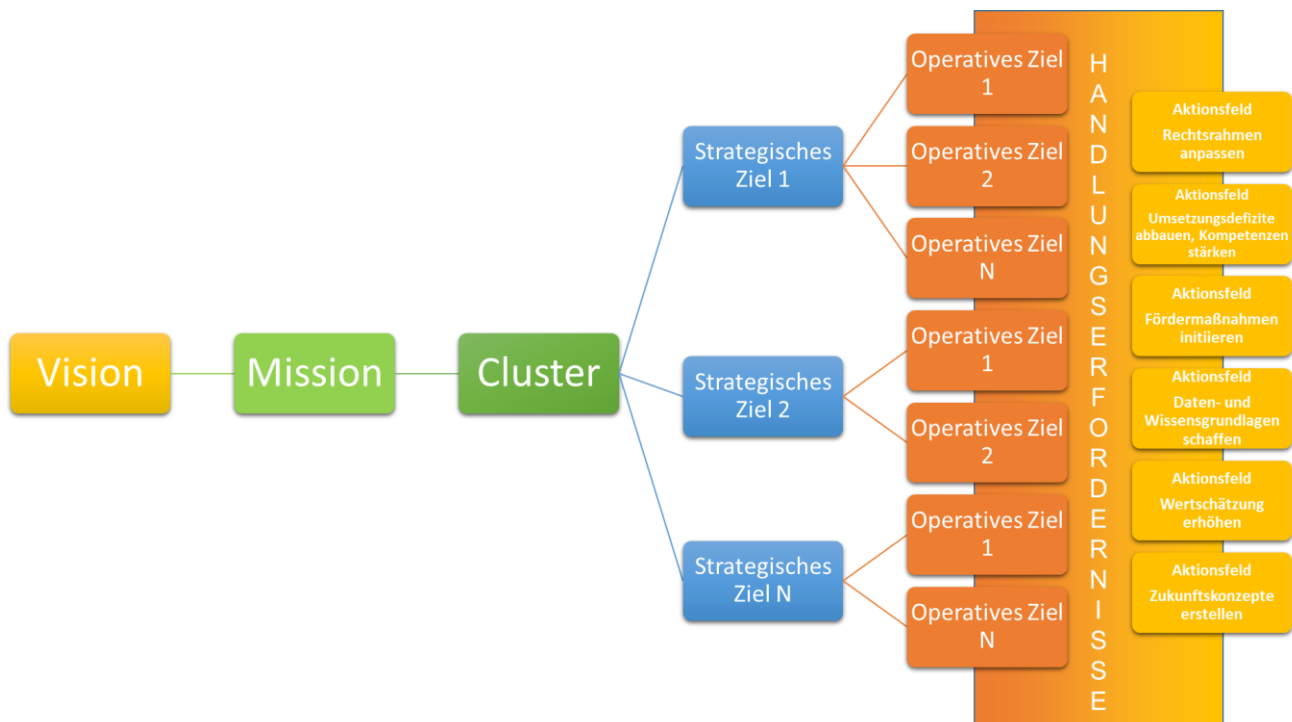 Vision
Mission
Cluster
Strategisches
Ziel 1
Strategisches
Ziel 2
Strategisches
Ziel N
Operatives Ziel
1
Operatives Ziel
2
Operatives Ziel
N
Operatives Ziel
1
Operatives Ziel
2
Operatives Ziel
1
Operatives Ziel
N
HANDLUNGSERFORDERNISSE
Aktionsfeld
Rechtsrahmen
anpassen
Aktionsfeld
Umsetzungsdefizite
abbauen, Kompetenzen
stärken
Aktionsfeld
Fördermaßnahmen
initiieren
Aktionsfeld
Daten- und
Wissensgrundlagen
schaffen
Aktionsfeld
Wertschätzung
erhöhen
Aktionsfeld
Zukunftskonzepte
erstellen